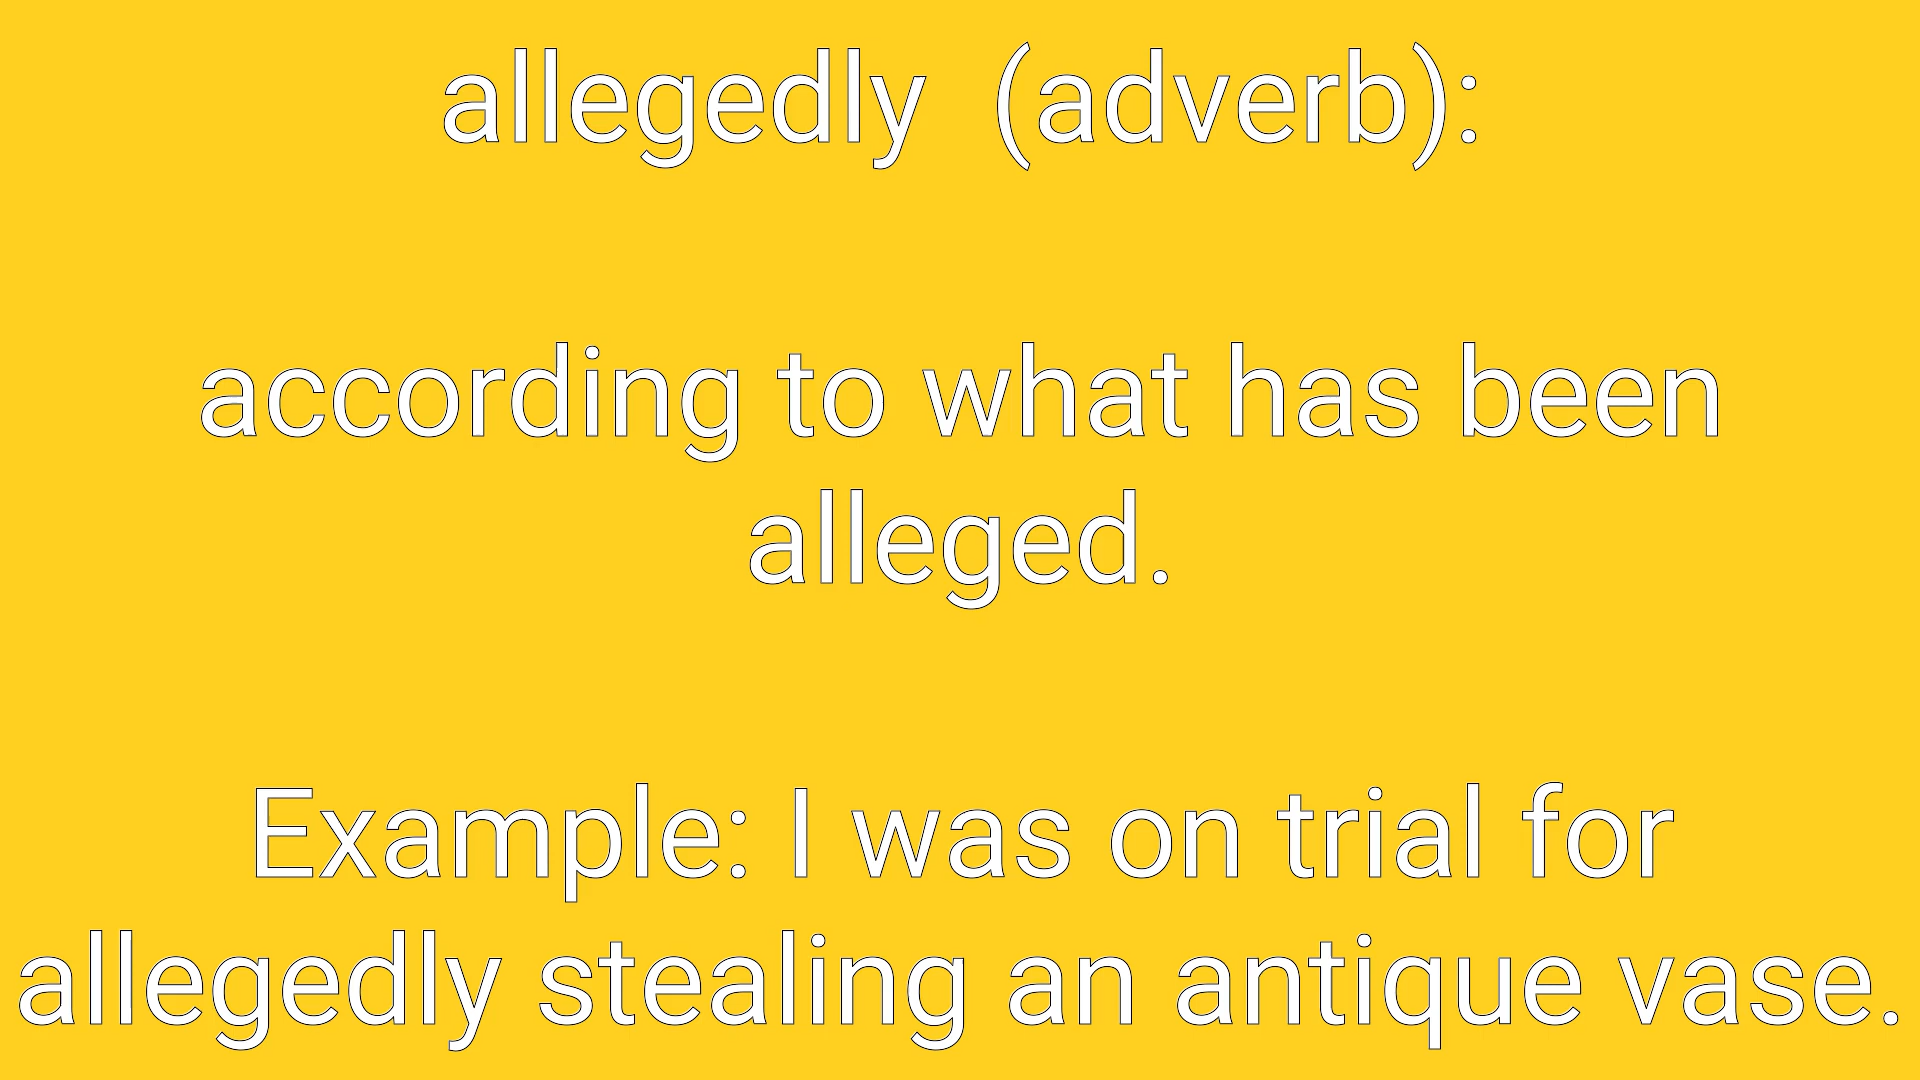 allegedly  (adverb):
according to what has been
alleged.
Example: I was on trial for
allegedly stealing an antique vase.